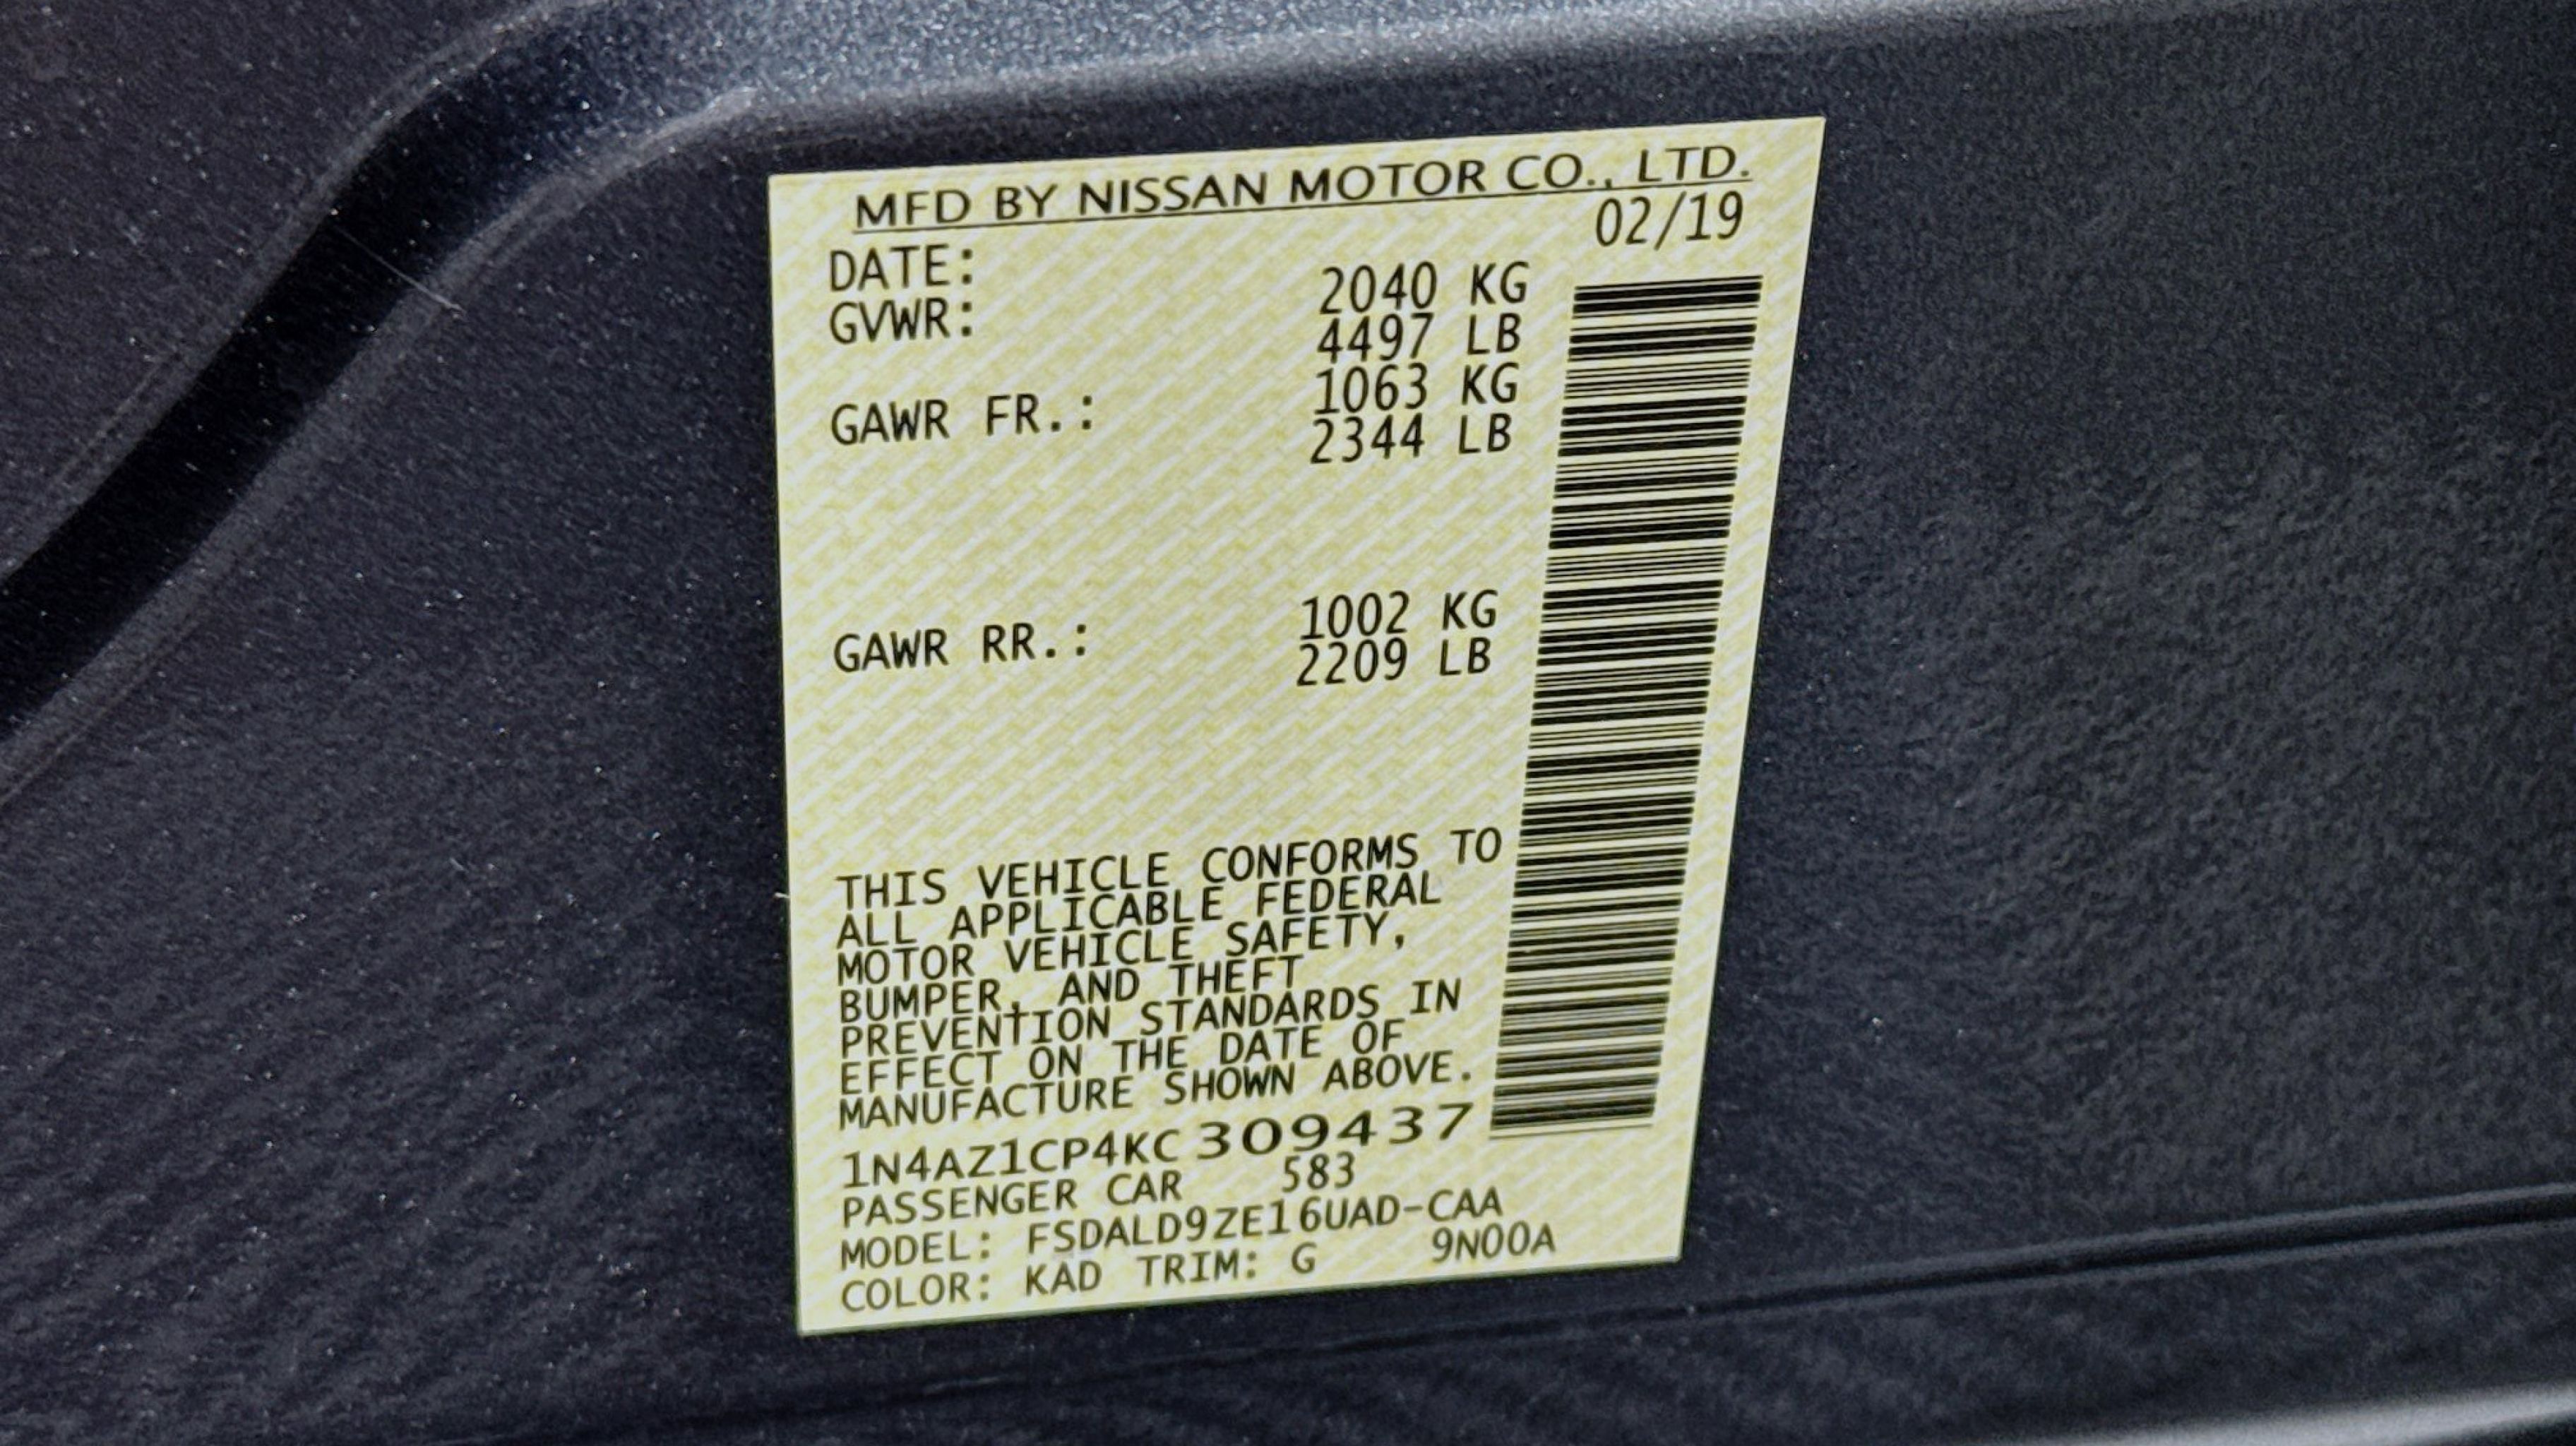 MFD BY NISSAN MOTOR CO., LTD.
DATE: 02/19
GVWR: 2040 KG
4497 LB
GAWR FR.: 1063 KG
2344 LB
GAWR RR.: 1002 KG
2209 LB
THIS VEHICLE CONFORMS TO
ALL APPLICABLE FEDERAL
MOTOR VEHICLE SAFETY,
BUMPER, AND THEFT
PREVENTION STANDARDS IN
EFFECT ON THE DATE OF
MANUFACTURE SHOWN ABOVE.
1N4AZ1CP4KC309437
PASSENGER CAR 583
MODEL: FSDALD9ZE16UAD-CAA
COLOR: KAD TRIM: G 9N00A